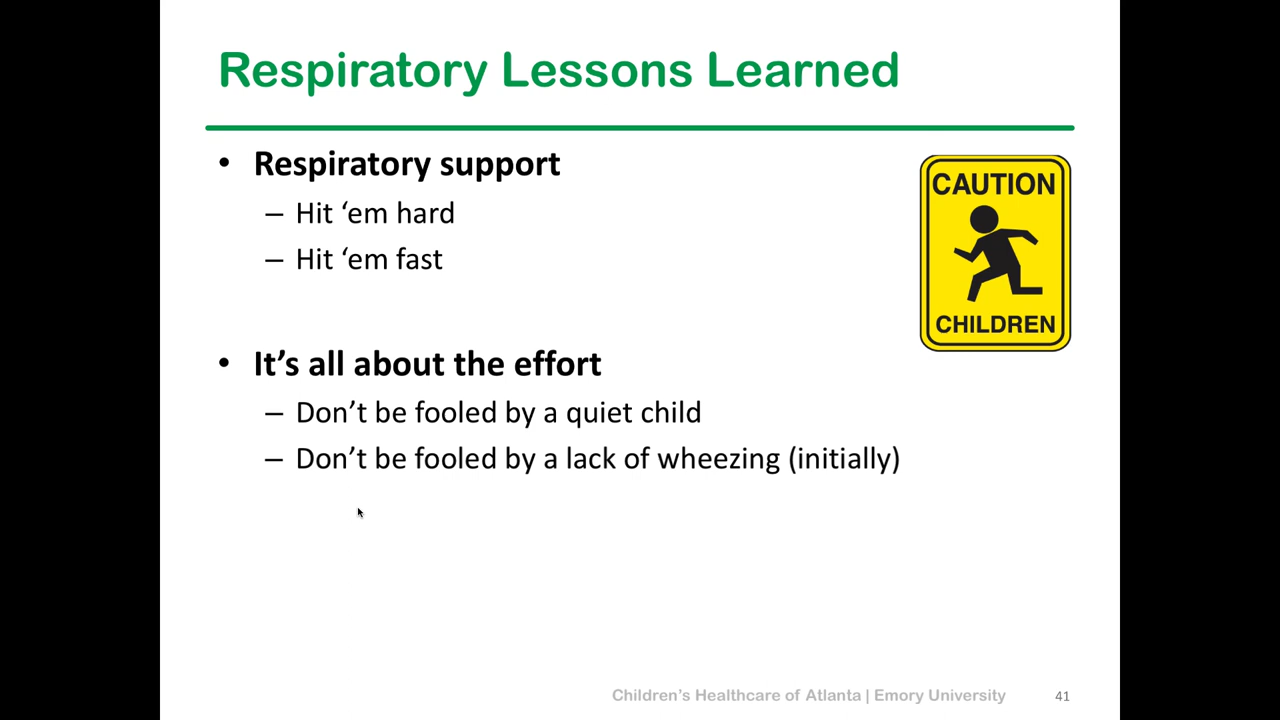 Respiratory Lessons Learned
• Respiratory support
– Hit ‘em hard
– Hit ‘em fast
CAUTION
CHILDREN
• It’s all about the effort
– Don’t be fooled by a quiet child
– Don’t be fooled by a lack of wheezing (initially)
Children’s Healthcare of Atlanta | Emory University
41